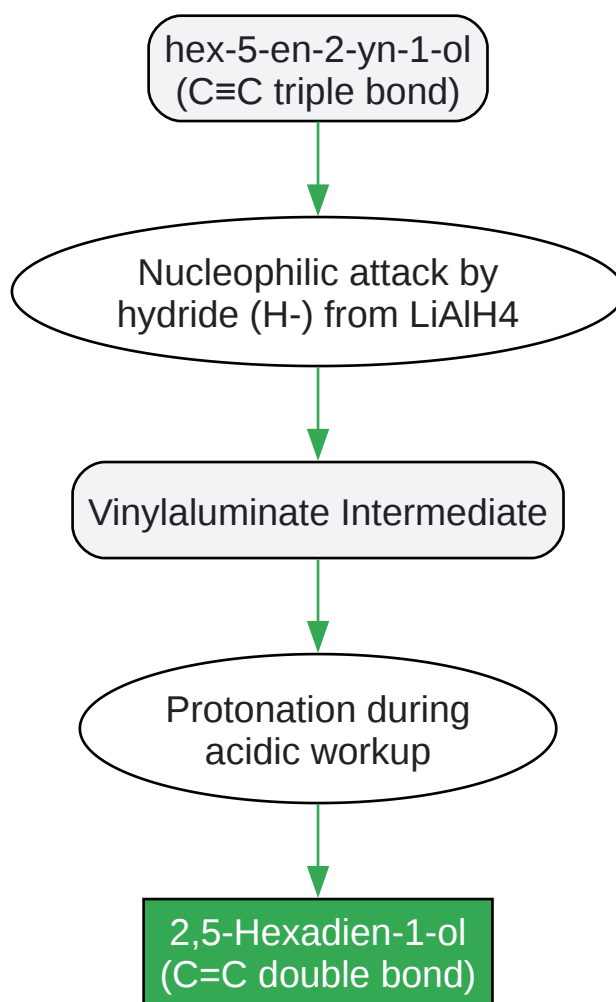 hex-5-en-2-yn-1-ol
(C≡C triple bond)
Nucleophilic attack by
hydride (H-) from LiAlH4
Vinylaluminate Intermediate
Protonation during
acidic workup
2,5-Hexadien-1-ol
(C=C double bond)